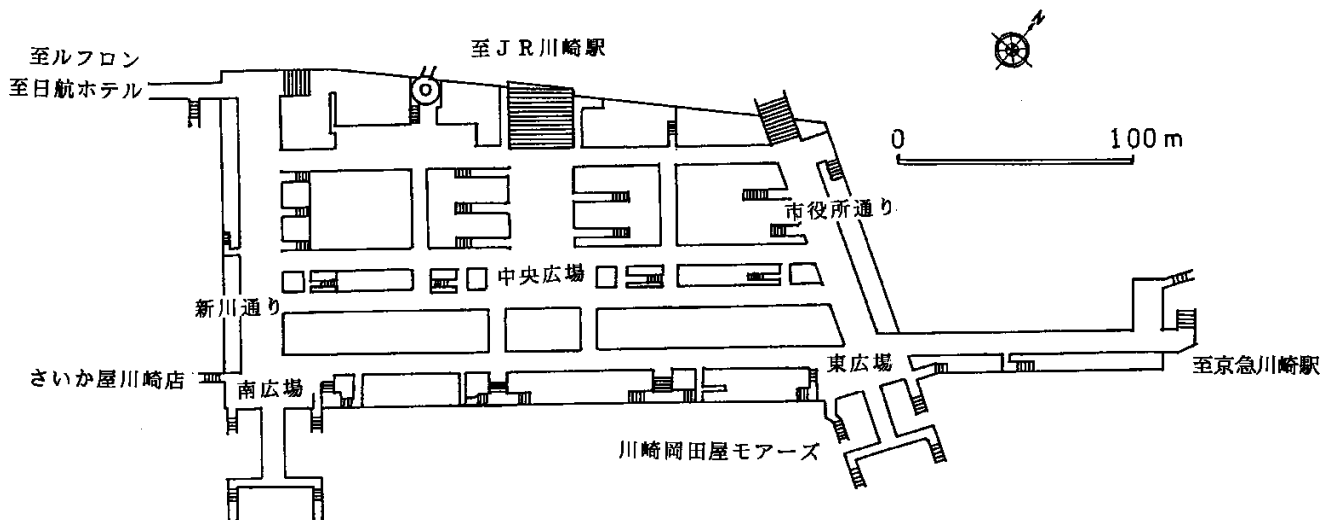 至ルフロン
至日航ホテル
至JR川崎駅
N
0 100m
市役所通り
中央広場
新川通り
さいか屋川崎店
南広場
東広場
至京急川崎駅
川崎岡田屋モアーズ